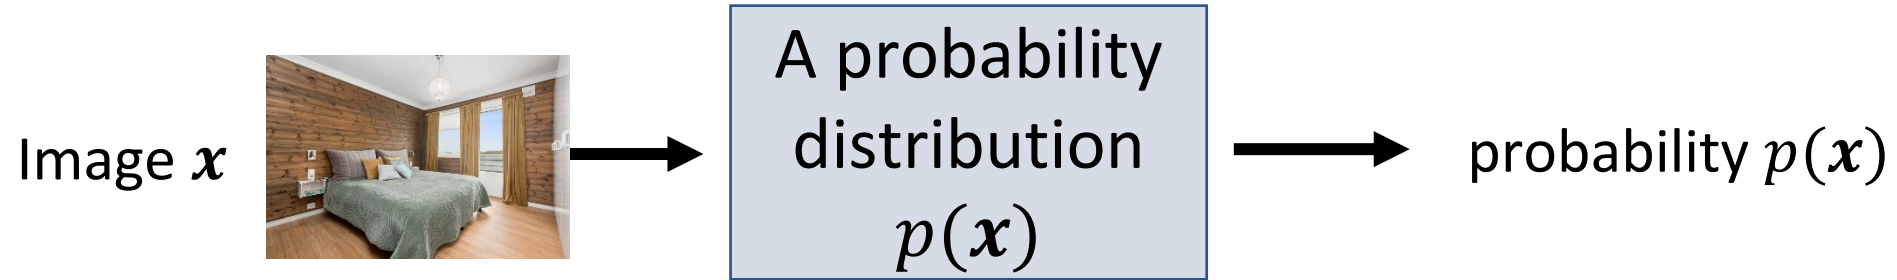 Image 𝒙
A probability
distribution
𝑝(𝒙)
probability 𝑝(𝒙)